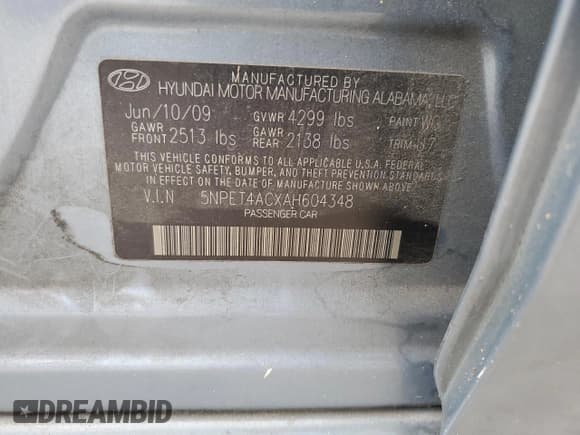 MANUFACTURED BY
HYUNDAI MOTOR MANUFACTURING ALABAMA, LLC
Jun/10/09 GVWR 4299 lbs PAINT
GAWR FRONT 2513 lbs GAWR REAR 2138 lbs TRIM
THIS VEHICLE CONFORMS TO ALL APPLICABLE U.S.A. FEDERAL
MOTOR VEHICLE SAFETY, BUMPER, AND THEFT PREVENTION STANDARDS
IN EFFECT ON THE DATE OF MANUFACTURE SHOWN ABOVE.
V.I.N 5NPET4ACXAH604348
PASSENGER CAR
DREAMBID